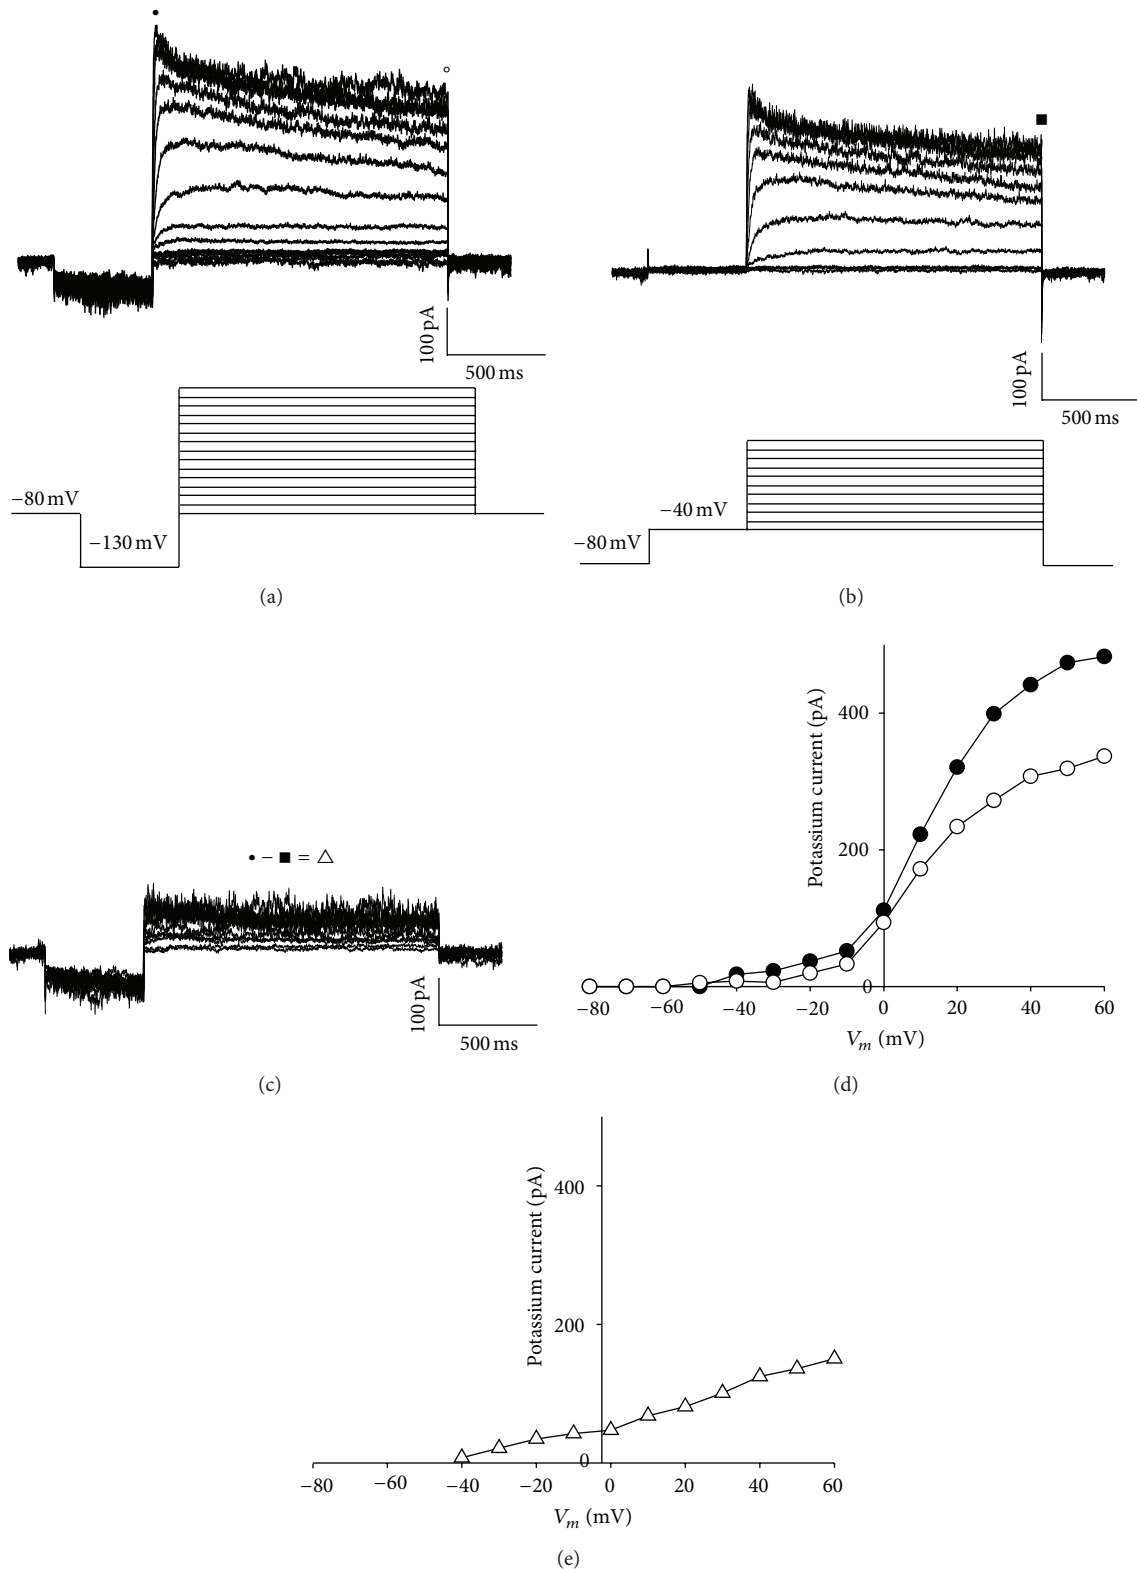 100 pA
500 ms
−80 mV
−130 mV
(a)
100 pA
500 ms
−40 mV
−80 mV
(b)
• − ■ = △
100 pA
500 ms
(c)
Potassium current (pA)
400
200
0
−80 −60 −40 −20 0 20 40 60
V_m (mV)
(d)
Potassium current (pA)
400
200
0
−80 −60 −40 −20 0 20 40 60
V_m (mV)
(e)